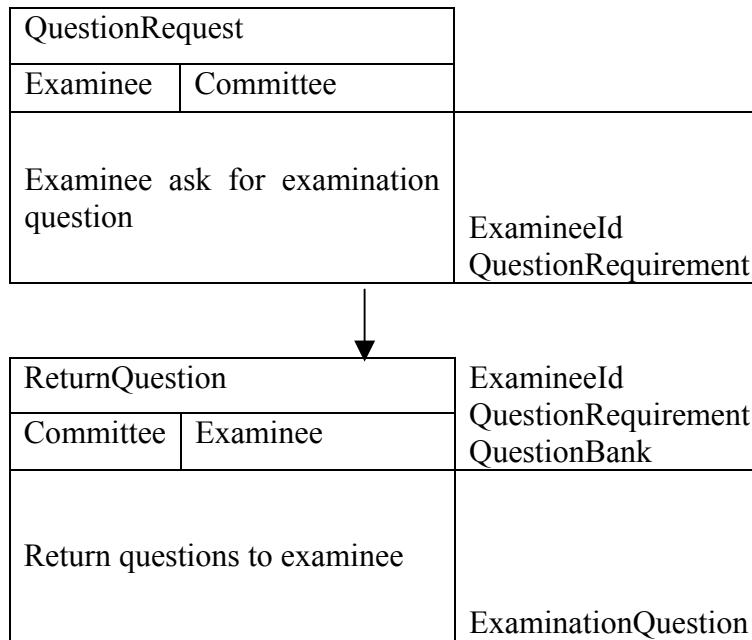 QuestionRequest
Examinee Committee
Examinee ask for examination
question
ExamineeId
QuestionRequirement
ReturnQuestion
Committee Examinee
ExamineeId
QuestionRequirement
QuestionBank
Return questions to examinee
ExaminationQuestion